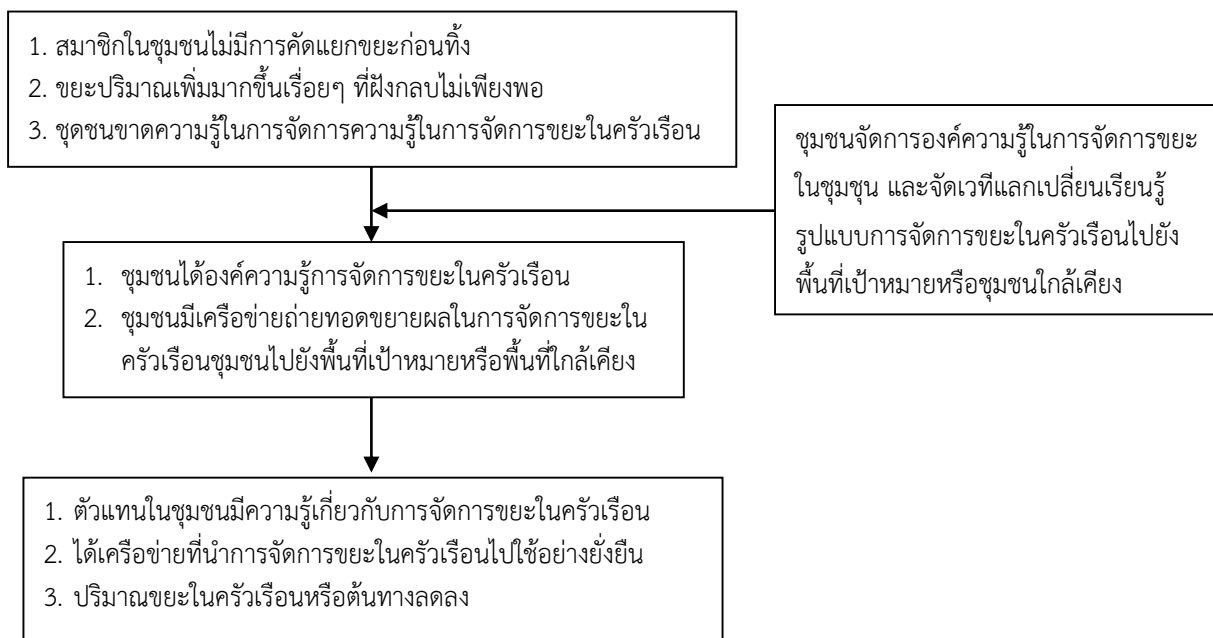 1. สมาชิกในชุมชนไม่มีการคัดแยกขยะก่อนทิ้ง
2. ขยะปริมาณเพิ่มมากขึ้นเรื่อยๆ ที่ฝังกลบไม่เพียงพอ
3. ชุดชนขาดความรู้ในการจัดการความรู้ในการจัดการขยะในครัวเรือน
ชุมชนจัดการองค์ความรู้ในการจัดการขยะ
ในชุมชุน และจัดเวทีแลกเปลี่ยนเรียนรู้
รูปแบบการจัดการขยะในครัวเรือนไปยัง
พื้นที่เป้าหมายหรือชุมชนใกล้เคียง
1. ชุมชนได้องค์ความรู้การจัดการขยะในครัวเรือน
2. ชุมชนมีเครือข่ายถ่ายทอดขยายผลในการจัดการขยะใน
ครัวเรือนชุมชนไปยังพื้นที่เป้าหมายหรือพื้นที่ใกล้เคียง
1. ตัวแทนในชุมชนมีความรู้เกี่ยวกับการจัดการขยะในครัวเรือน
2. ได้เครือข่ายที่นำการจัดการขยะในครัวเรือนไปใช้อย่างยั่งยืน
3. ปริมาณขยะในครัวเรือนหรือต้นทางลดลง